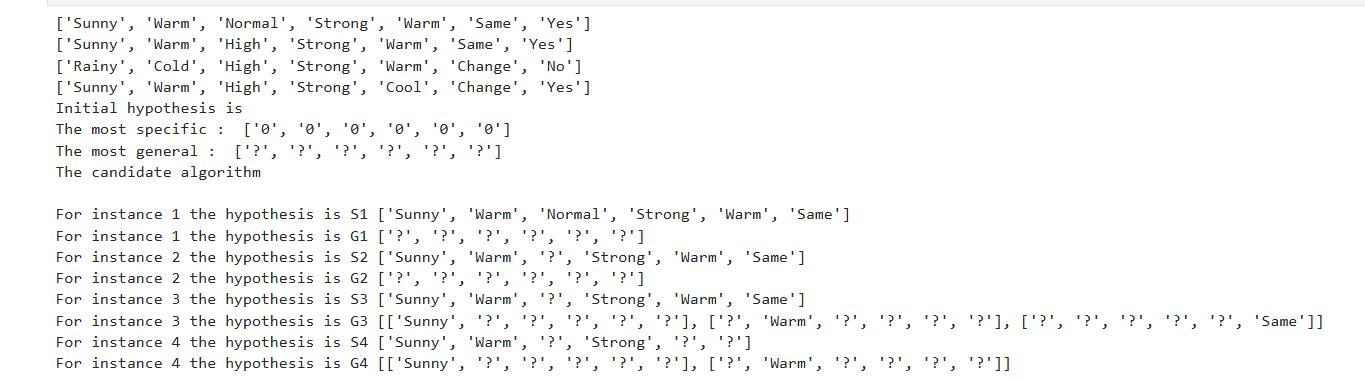 ['Sunny', 'Warm', 'Normal', 'Strong', 'Warm', 'Same', 'Yes']
['Sunny', 'Warm', 'High', 'Strong', 'Warm', 'Same', 'Yes']
['Rainy', 'Cold', 'High', 'Strong', 'Warm', 'Change', 'No']
['Sunny', 'Warm', 'High', 'Strong', 'Cool', 'Change', 'Yes']
Initial hypothesis is
The most specific :  ['0', '0', '0', '0', '0', '0']
The most general :  ['?', '?', '?', '?', '?', '?']
The candidate algorithm
For instance 1 the hypothesis is S1 ['Sunny', 'Warm', 'Normal', 'Strong', 'Warm', 'Same']
For instance 1 the hypothesis is G1 ['?', '?', '?', '?', '?', '?']
For instance 2 the hypothesis is S2 ['Sunny', 'Warm', '?', 'Strong', 'Warm', 'Same']
For instance 2 the hypothesis is G2 ['?', '?', '?', '?', '?', '?']
For instance 3 the hypothesis is S3 ['Sunny', 'Warm', '?', 'Strong', 'Warm', 'Same']
For instance 3 the hypothesis is G3 [['Sunny', '?', '?', '?', '?', '?'], ['?', 'Warm', '?', '?', '?', '?'], ['?', '?', '?', '?', '?', 'Same']]
For instance 4 the hypothesis is S4 ['Sunny', 'Warm', '?', 'Strong', '?', '?']
For instance 4 the hypothesis is G4 [['Sunny', '?', '?', '?', '?', '?'], ['?', 'Warm', '?', '?', '?', '?']]